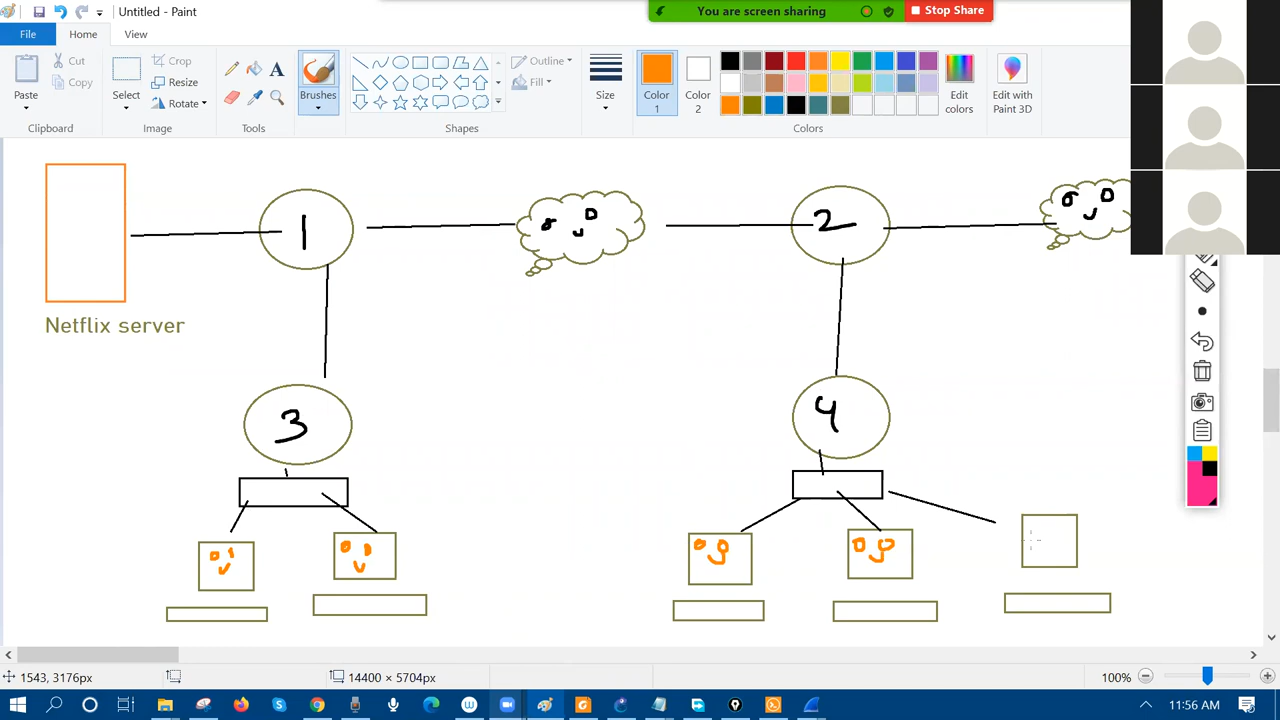 Untitled - Paint
You are screen sharing
Stop Share
File
Home
View
Paste
Cut
Copy
Clipboard
Select
Crop
Resize
Rotate
Image
A
Tools
Brushes
Outline
Fill
Shapes
Size
Color
1
Color
2
Edit
colors
Colors
Edit with
Paint 3D
1
2
Netflix server
3
4
1543, 3176px
14400 × 5704px
100%
11:56 AM